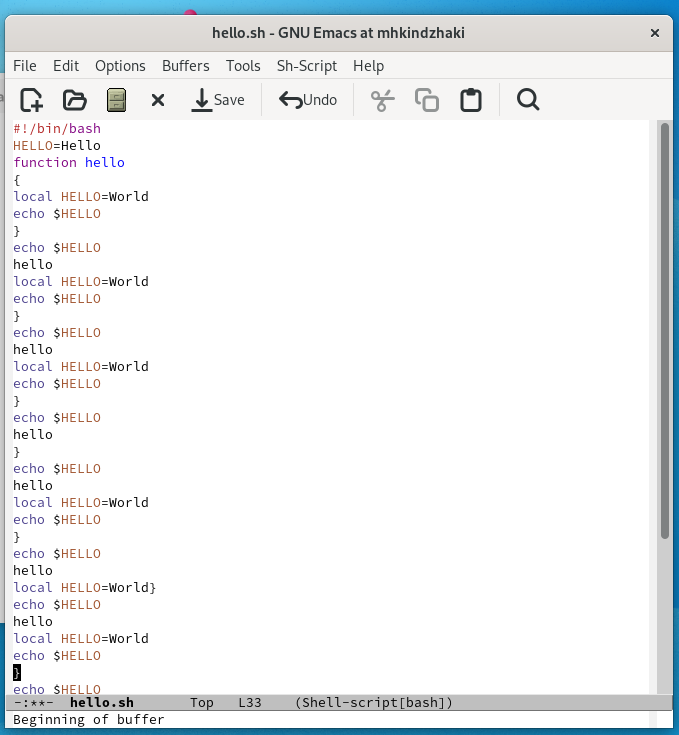 hello.sh - GNU Emacs at mhkindzhaki
File Edit Options Buffers Tools Sh-Script Help
Save Undo
#!/bin/bash
HELLO=Hello
function hello
{
local HELLO=World
echo $HELLO
}
echo $HELLO
hello
local HELLO=World
echo $HELLO
}
echo $HELLO
hello
local HELLO=World
echo $HELLO
}
echo $HELLO
hello
}
echo $HELLO
hello
local HELLO=World
echo $HELLO
}
echo $HELLO
hello
local HELLO=World}
echo $HELLO
hello
local HELLO=World
echo $HELLO
}
echo $HELLO
-:**- hello.sh Top L33 (Shell-script[bash])
Beginning of buffer